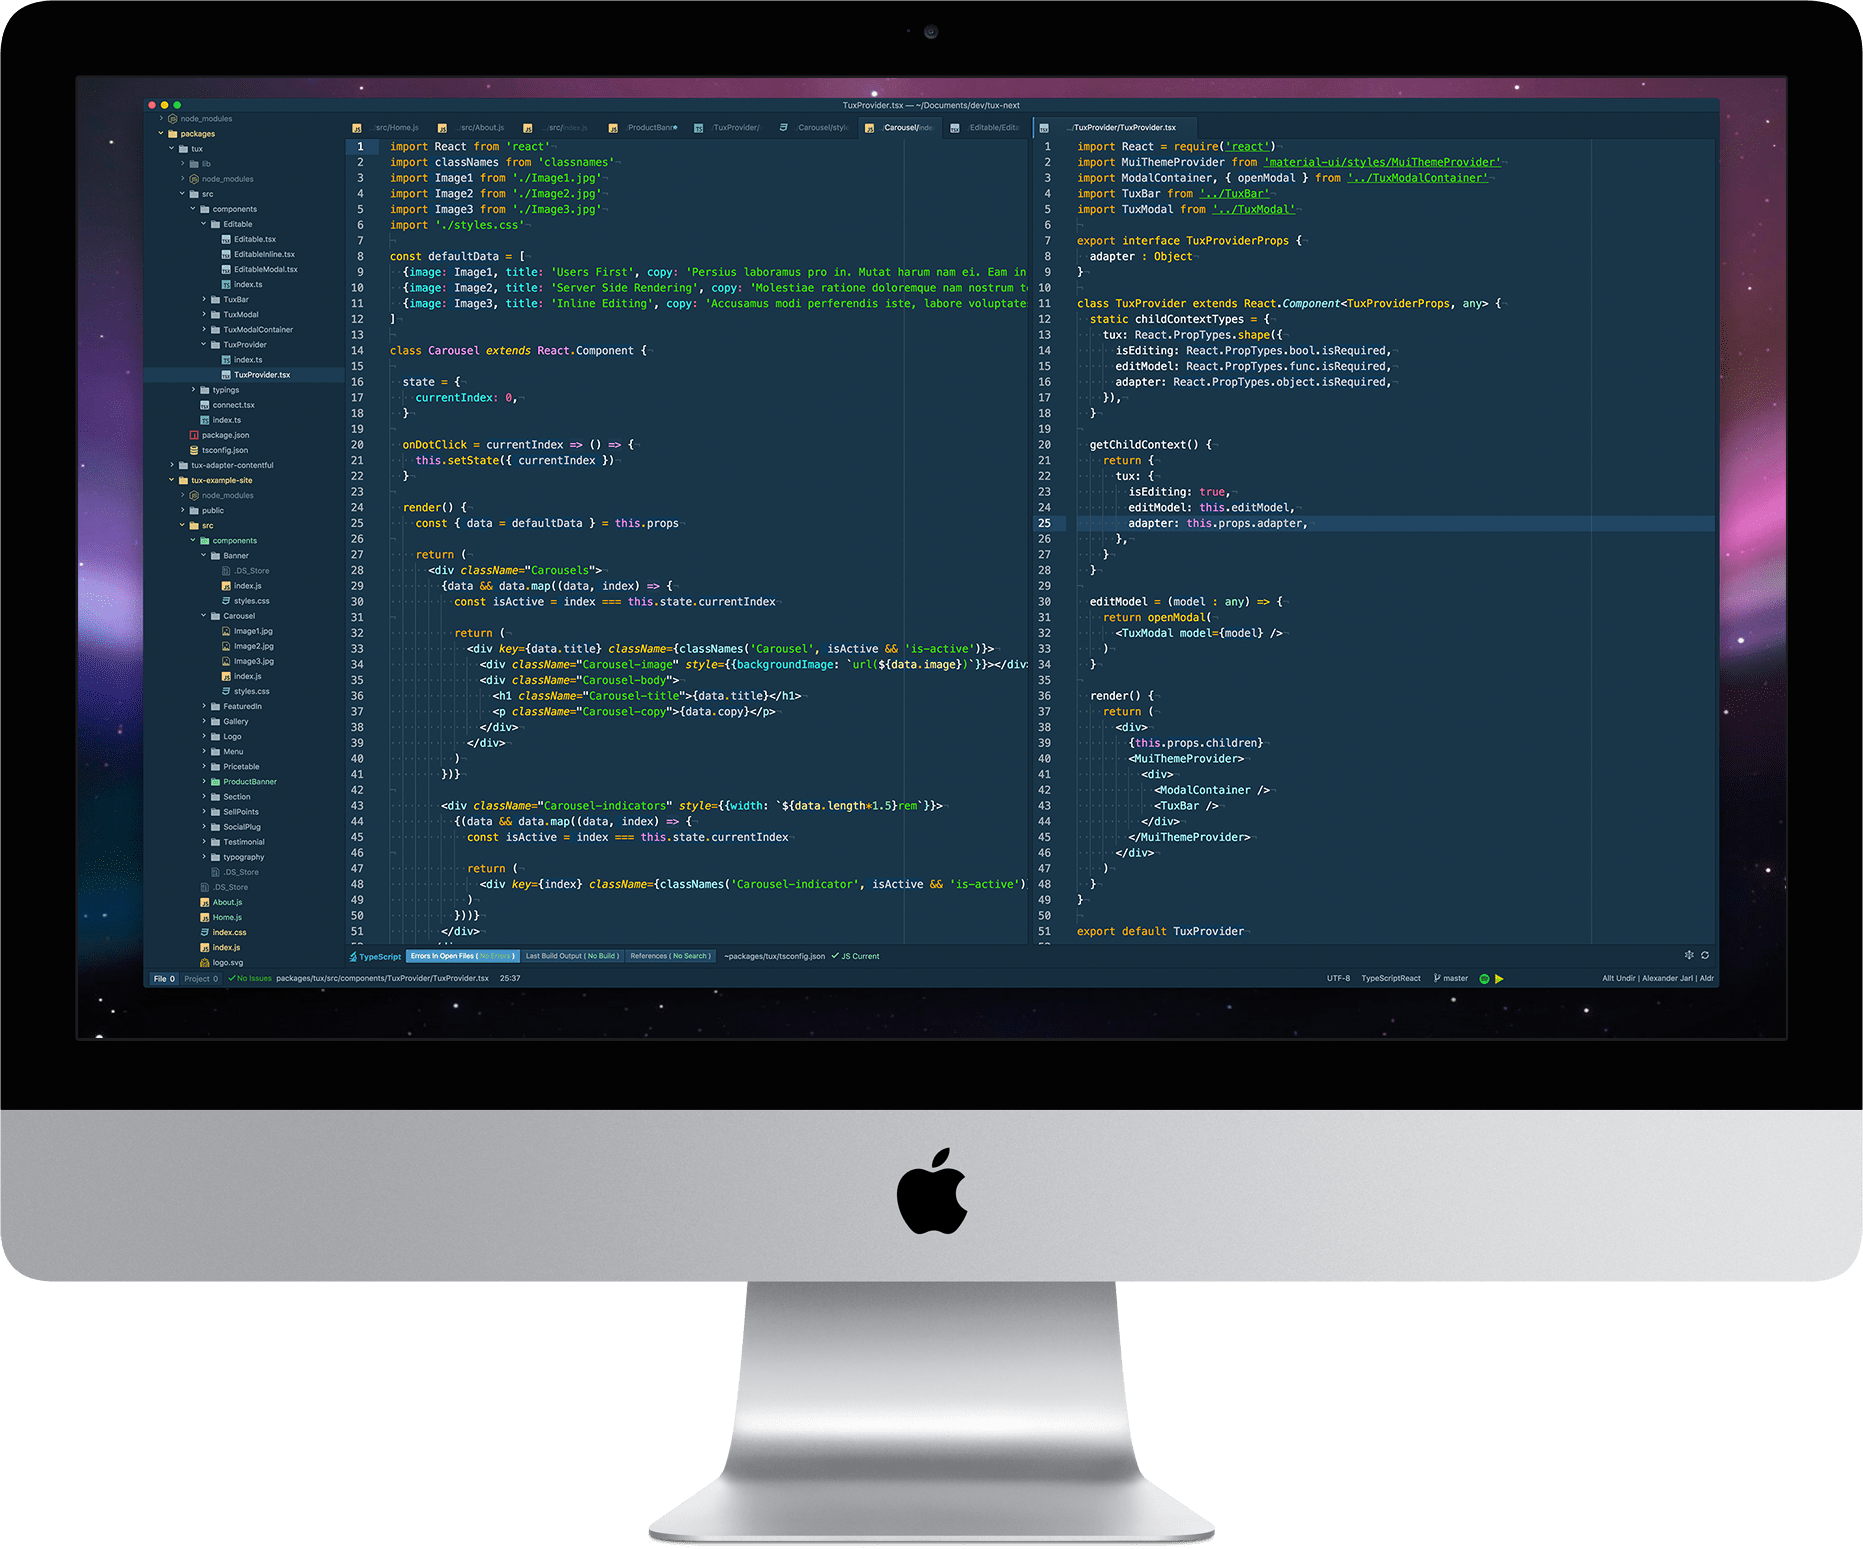 TuxProvider.tsx — ~/Documents/dev/tux-next
node_modules
packages
tux
lib
node_modules
src
components
Editable
Editable.tsx
EditableInline.tsx
EditableModal.tsx
index.ts
TuxBar
TuxModal
TuxModalContainer
TuxProvider
index.ts
TuxProvider.tsx
typings
connect.tsx
index.ts
package.json
tsconfig.json
tux-adapter-contentful
tux-example-site
node_modules
public
src
components
Banner
.DS_Store
index.js
styles.css
Carousel
Image1.jpg
Image2.jpg
Image3.jpg
index.js
styles.css
FeaturedIn
Gallery
Logo
Menu
Pricetable
ProductBanner
Section
SellPoints
SocialPlug
Testimonial
typography
.DS_Store
.DS_Store
About.js
Home.js
index.css
index.js
logo.svg
.../src/Home.js ../src/About.js .../src/index.js /ProductBann /TuxProvider/ ./Carousel/style /Carousel/inde ./Editable/Edita
1 import React from 'react'
2 import classNames from 'classnames'
3 import Image1 from './Image1.jpg'
4 import Image2 from './Image2.jpg'
5 import Image3 from './Image3.jpg'
6 import './styles.css'
7
8 const defaultData = [
9 {image: Image1, title: 'Users First', copy: 'Persius laboramus pro in. Mutat harum nam ei. Eam in
10 {image: Image2, title: 'Server Side Rendering', copy: 'Molestiae ratione doloremque nam nostrum t
11 {image: Image3, title: 'Inline Editing', copy: 'Accusamus modi perferendis iste, labore voluptate
12 ]
13
14 class Carousel extends React.Component {
15
16 state = {
17 currentIndex: 0,
18 }
19
20 onDotClick = currentIndex => () => {
21 this.setState({ currentIndex })
22 }
23
24 render() {
25 const { data = defaultData } = this.props
26
27 return (
28 <div className="Carousels">
29 {data && data.map((data, index) => {
30 const isActive = index === this.state.currentIndex
31
32 return (
33 <div key={data.title} className={classNames('Carousel', isActive && 'is-active')}>
34 <div className="Carousel-image" style={{backgroundImage: `url(${data.image})`}}></div
35 <div className="Carousel-body">
36 <h1 className="Carousel-title">{data.title}</h1>
37 <p className="Carousel-copy">{data.copy}</p>
38 </div>
39 </div>
40 )
41 })}
42
43 <div className="Carousel-indicators" style={{width: `${data.length*1.5}rem`}}>
44 {(data && data.map((data, index) => {
45 const isActive = index === this.state.currentIndex
46
47 return (
48 <div key={index} className={classNames('Carousel-indicator', isActive && 'is-active')
49 )
50 }))}
51 </div>
.../TuxProvider/TuxProvider.tsx
1 import React = require('react')
2 import MuiThemeProvider from 'material-ui/styles/MuiThemeProvider'
3 import ModalContainer, { openModal } from '../TuxModalContainer'
4 import TuxBar from '../TuxBar'
5 import TuxModal from '../TuxModal'
6
7 export interface TuxProviderProps {
8 adapter : Object
9 }
10
11 class TuxProvider extends React.Component<TuxProviderProps, any> {
12 static childContextTypes = {
13 tux: React.PropTypes.shape({
14 isEditing: React.PropTypes.bool.isRequired,
15 editModel: React.PropTypes.func.isRequired,
16 adapter: React.PropTypes.object.isRequired,
17 }),
18 }
19
20 getChildContext() {
21 return {
22 tux: {
23 isEditing: true,
24 editModel: this.editModel,
25 adapter: this.props.adapter,
26 },
27 }
28 }
29
30 editModel = (model : any) => {
31 return openModal(
32 <TuxModal model={model} />
33 )
34 }
35
36 render() {
37 return (
38 <div>
39 {this.props.children}
40 <MuiThemeProvider>
41 <div>
42 <ModalContainer />
43 <TuxBar />
44 </div>
45 </MuiThemeProvider>
46 </div>
47 )
48 }
49 }
50
51 export default TuxProvider
TypeScript Errors In Open Files ( No Errors ) Last Build Output ( No Build ) References ( No Search ) ~packages/tux/tsconfig.json ✓ JS Current
File 0 Project 0 ✓ No Issues packages/tux/src/components/TuxProvider/TuxProvider.tsx 25:37 UTF-8 TypeScriptReact master Allt Undir | Alexander Jarl | Aldr